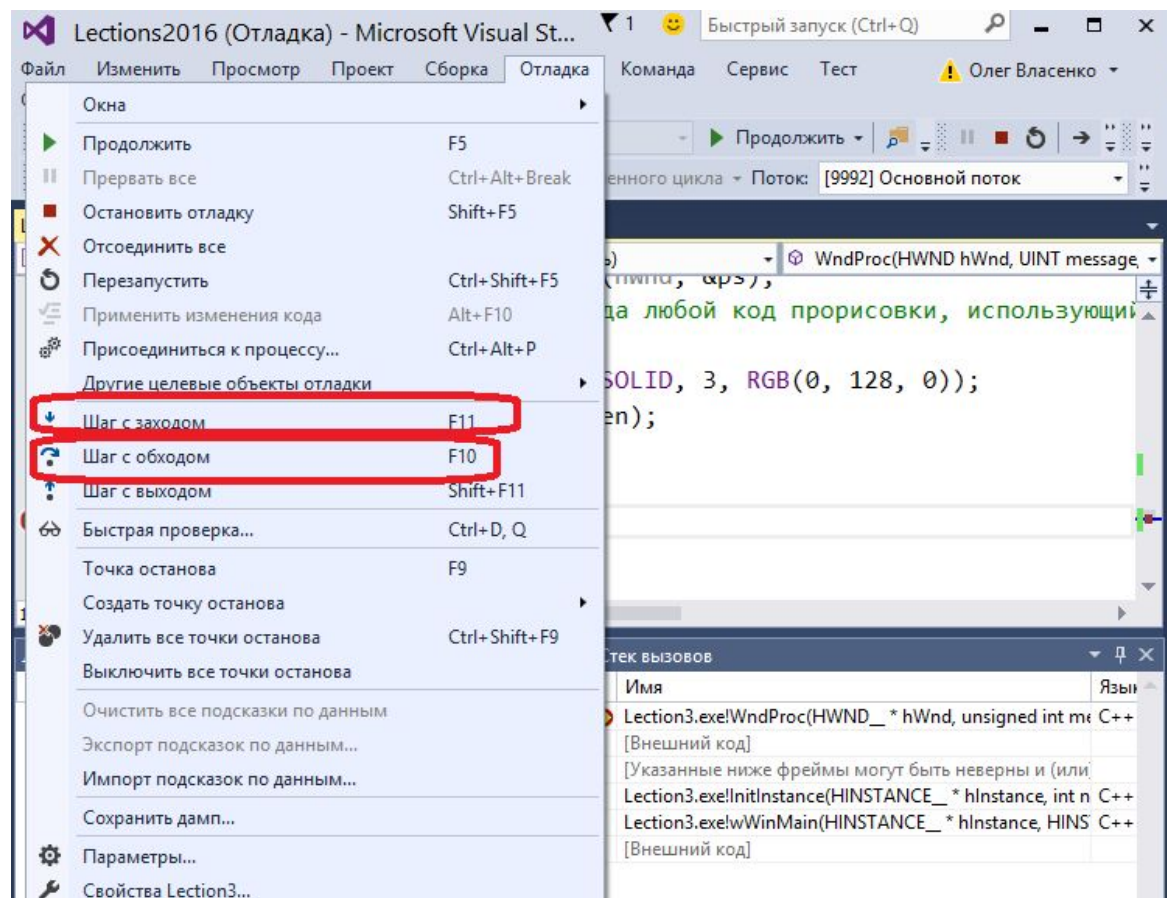 Lections2016 (Отладка) - Microsoft Visual St... 1 Быстрый запуск (Ctrl+Q)
Файл Изменить Просмотр Проект Сборка Отладка Команда Сервис Тест Олег Власенко
Окна
Продолжить F5 Продолжить
Прервать все Ctrl+Alt+Break енного цикла Поток: [9992] Основной поток
Остановить отладку Shift+F5
Отсоединить все
WndProc(HWND hWnd, UINT message,
Перезапустить Ctrl+Shift+F5 (hWnd, &ps);
Применить изменения кода Alt+F10 да любой код прорисовки, использующи
Присоединиться к процессу... Ctrl+Alt+P
Другие целевые объекты отладки SOLID, 3, RGB(0, 128, 0));
Шаг с заходом F11 en);
Шаг с обходом F10
Шаг с выходом Shift+F11
Быстрая проверка... Ctrl+D, Q
Точка останова F9
Создать точку останова
Удалить все точки останова Ctrl+Shift+F9
Выключить все точки останова
Очистить все подсказки по данным
Экспорт подсказок по данным...
Импорт подсказок по данным...
Сохранить дамп...
Параметры...
Свойства Lection3...
Стек вызовов
Имя Язык
Lection3.exe!WndProc(HWND__ * hWnd, unsigned int me C++
[Внешний код]
[Указанные ниже фреймы могут быть неверны и (или)
Lection3.exe!InitInstance(HINSTANCE__ * hInstance, int n C++
Lection3.exe!wWinMain(HINSTANCE__ * hInstance, HINS C++
[Внешний код]